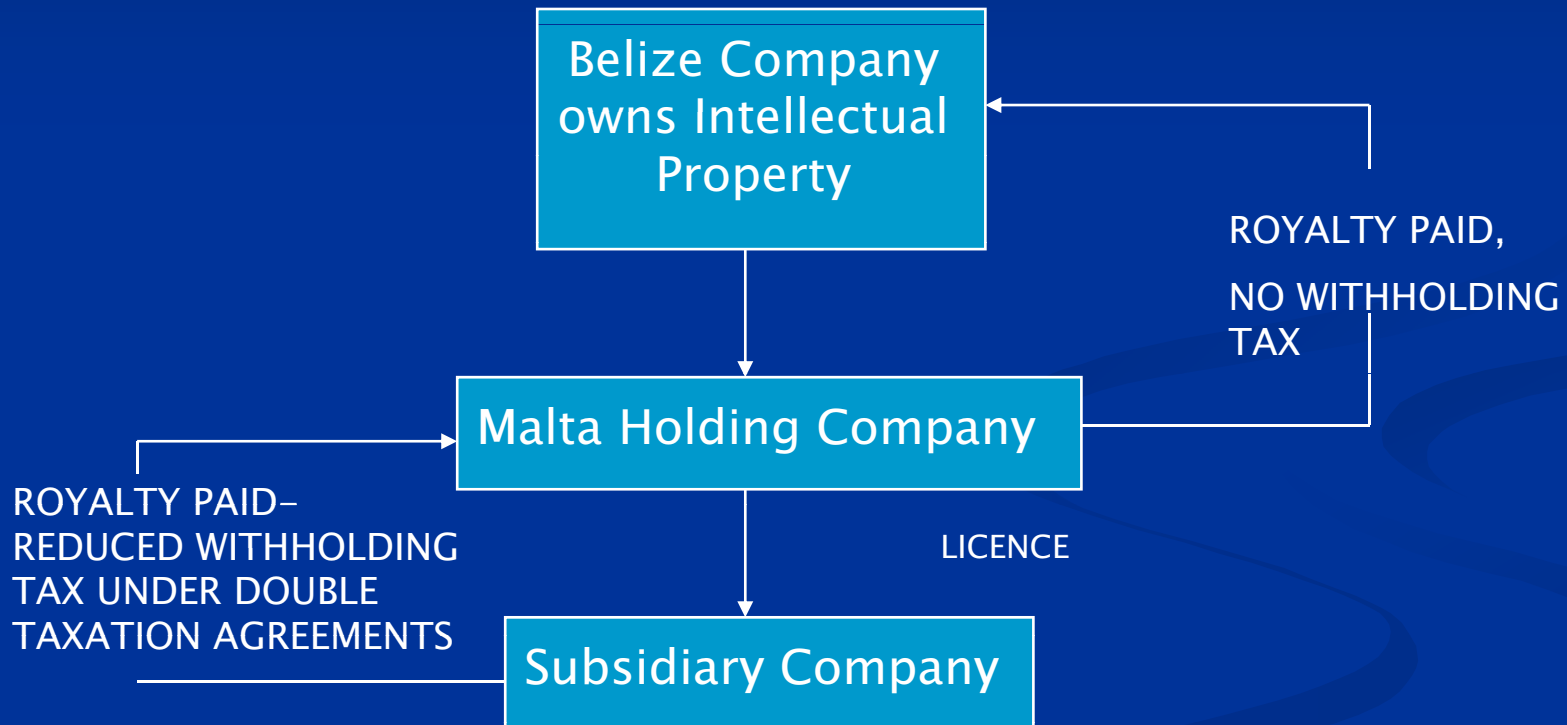 Belize Company
owns Intellectual
Property
ROYALTY PAID,
NO WITHHOLDING
TAX
Malta Holding Company
ROYALTY PAID–
REDUCED WITHHOLDING
TAX UNDER DOUBLE
TAXATION AGREEMENTS
LICENCE
Subsidiary Company